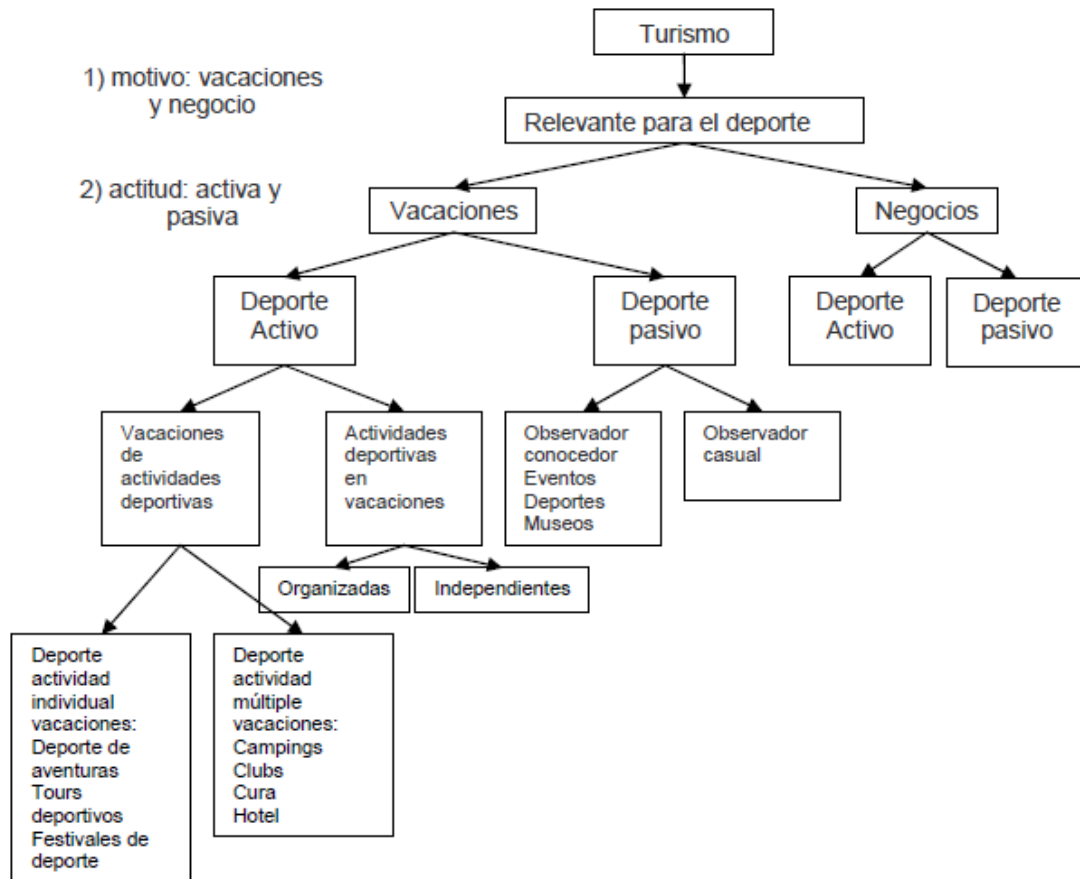 Turismo
1) motivo: vacaciones
y negocio
Relevante para el deporte
2) actitud: activa y
pasiva
Vacaciones
Negocios
Deporte
Activo
Deporte
pasivo
Deporte
Activo
Deporte
pasivo
Vacaciones
de
actividades
deportivas
Actividades
deportivas
en
vacaciones
Observador
conocedor
Eventos
Deportes
Museos
Observador
casual
Organizadas
Independientes
Deporte
actividad
individual
vacaciones:
Deporte de
aventuras
Tours
deportivos
Festivales de
deporte
Deporte
actividad
múltiple
vacaciones:
Campings
Clubs
Cura
Hotel